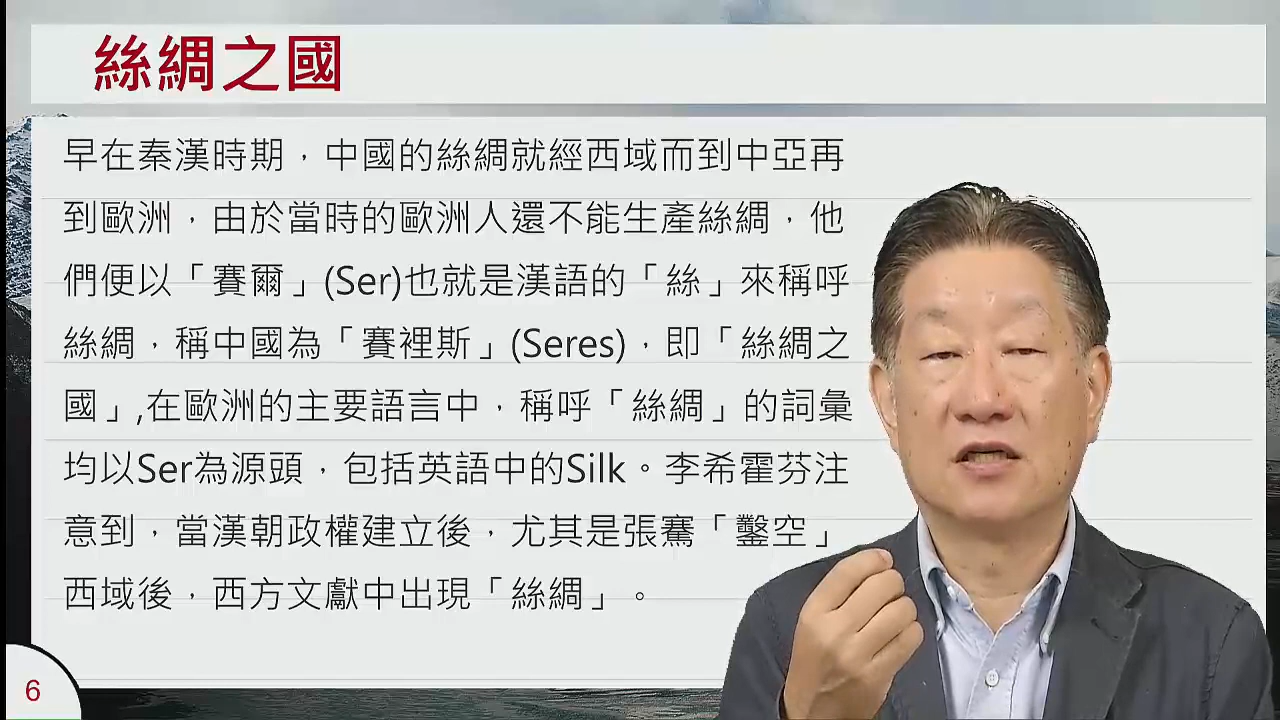 絲綢之國
早在秦漢時期，中國的絲綢就經西域而到中亞再
到歐洲，由於當時的歐洲人還不能生產絲綢，他
們便以「賽爾」(Ser)也就是漢語的「絲」來稱呼
絲綢，稱中國為「賽裡斯」(Seres)，即「絲綢之
國」,在歐洲的主要語言中，稱呼「絲綢」的詞彙
均以Ser為源頭，包括英語中的Silk。李希霍芬注
意到，當漢朝政權建立後，尤其是張騫「鑿空」
西域後，西方文獻中出現「絲綢」。
6